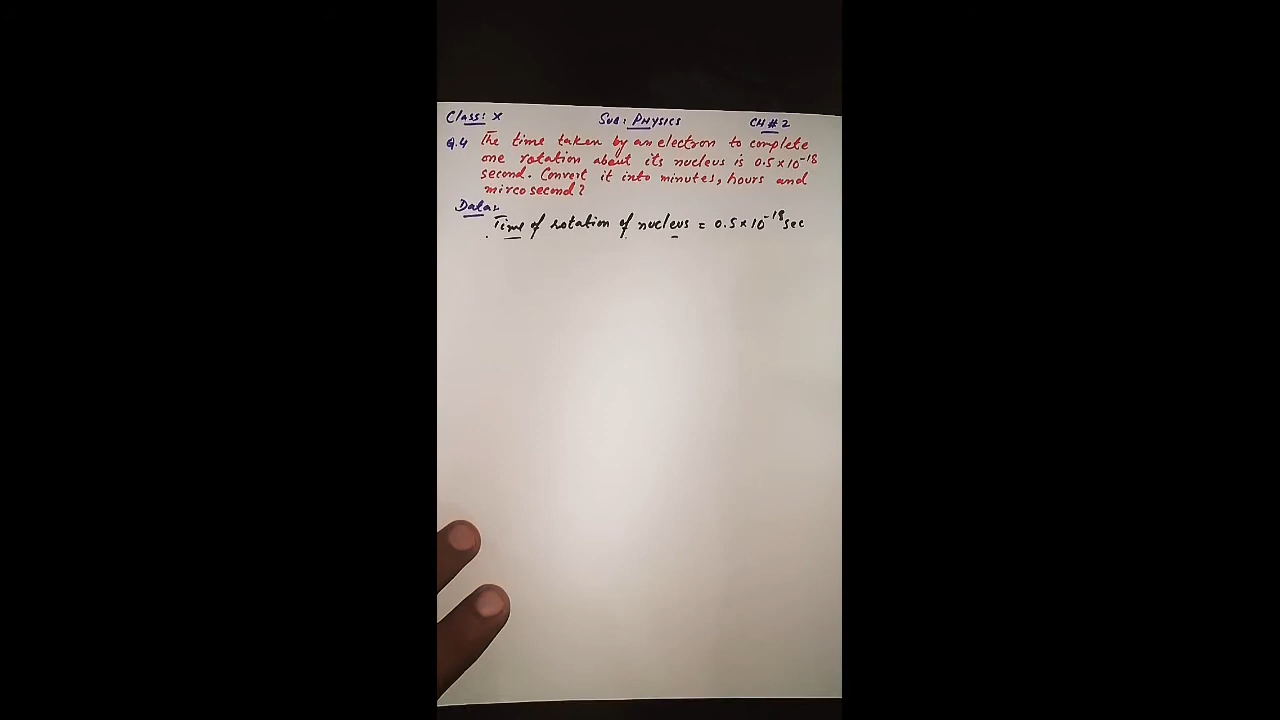 Class: X Sub: Physics CH # 2
Q.4 The time taken by an electron to complete
one rotation about its nucleus is 0.5 × 10⁻¹⁸
second. Convert it into minutes, hours and
mirco second?
Data:
Time of rotation of nucleus = 0.5 × 10⁻¹⁸ sec